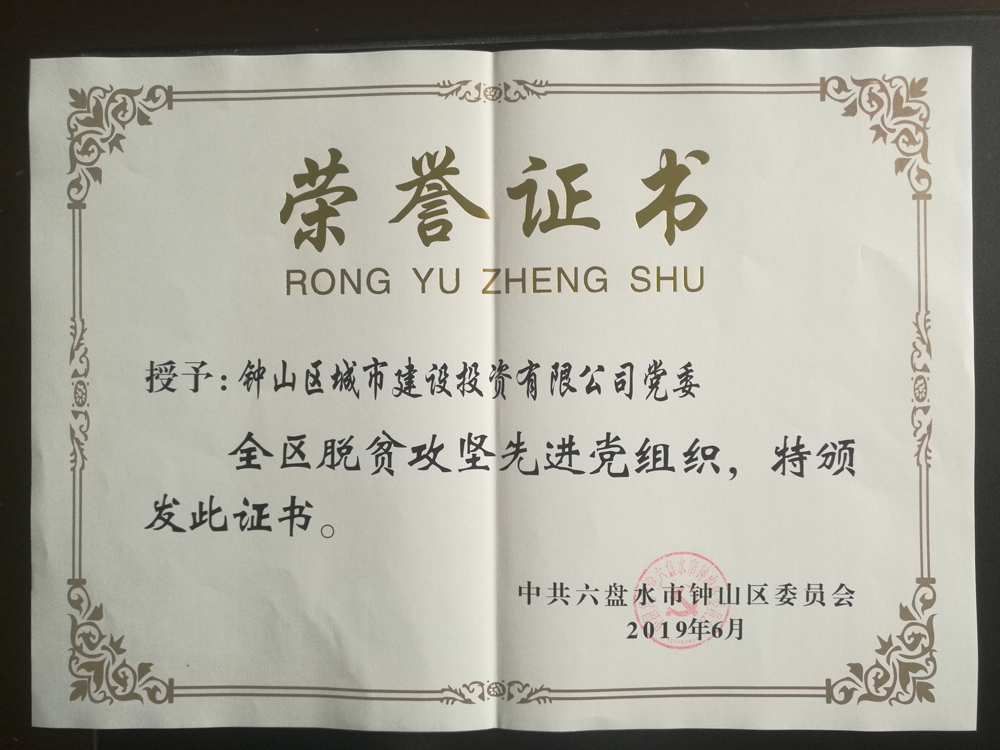 荣誉证书
RONG YU ZHENG SHU
授予:钟山区城市建设投资有限公司党委
全区脱贫攻坚先进党组织，特颁
发此证书。
中共六盘水市钟山区委员会
2019年6月